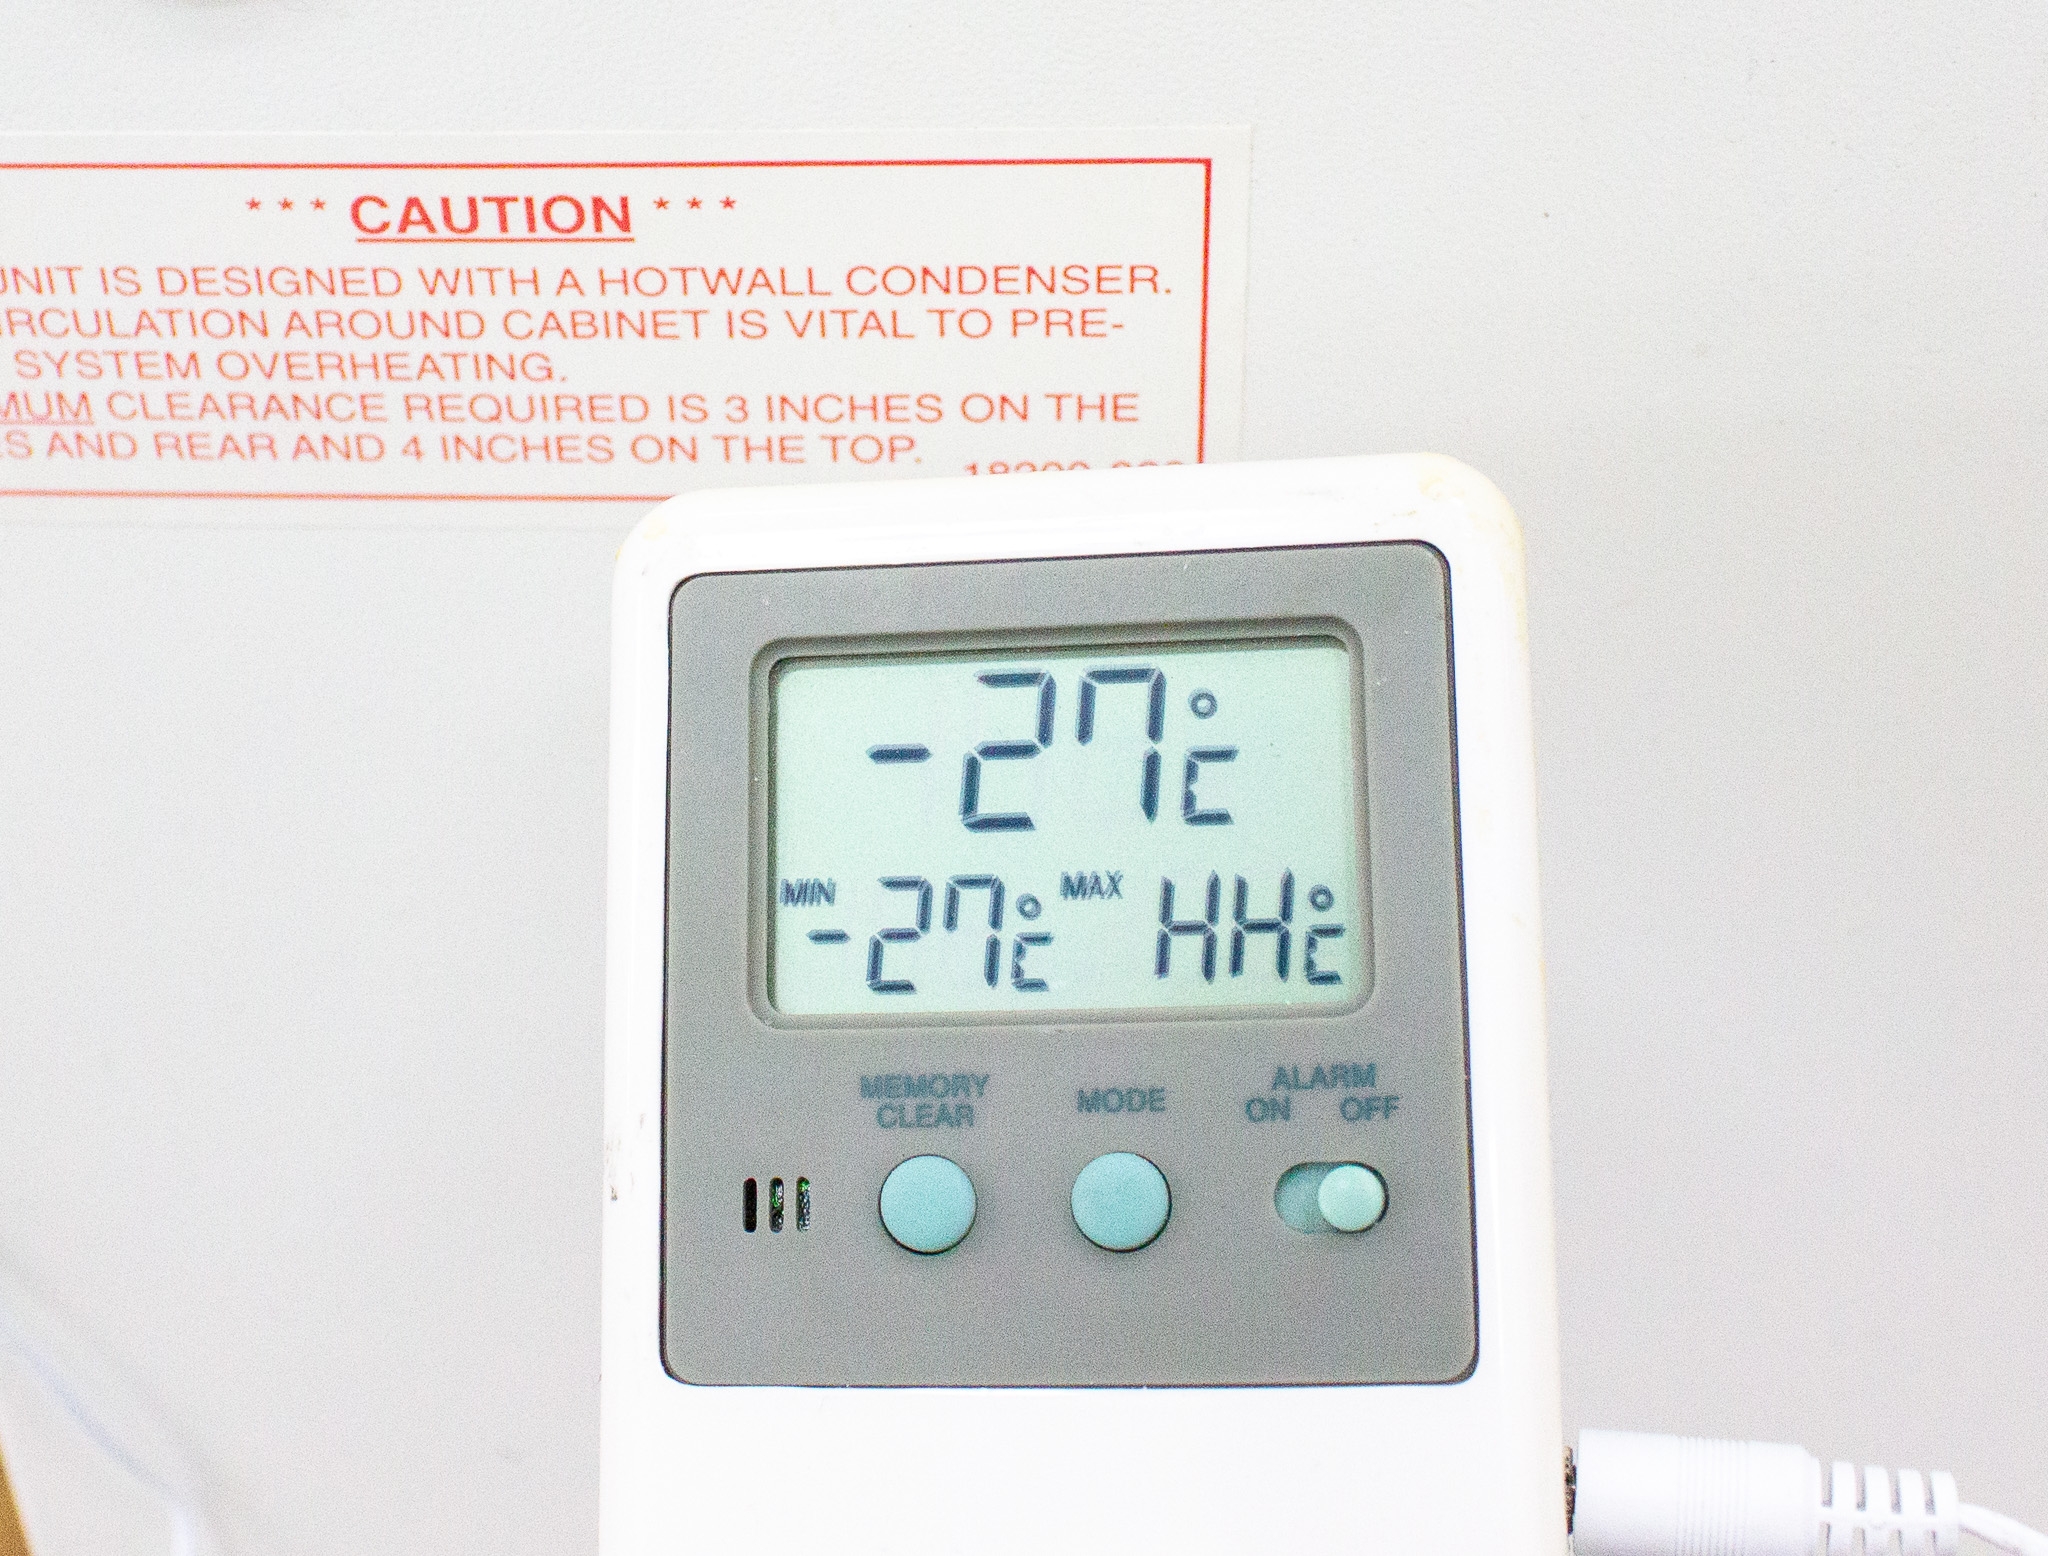 *** CAUTION ***
UNIT IS DESIGNED WITH A HOTWALL CONDENSER.
IRCULATION AROUND CABINET IS VITAL TO PRE-
SYSTEM OVERHEATING.
MUM CLEARANCE REQUIRED IS 3 INCHES ON THE
ES AND REAR AND 4 INCHES ON THE TOP.
-27°C
MIN -27°C MAX HH°C
MEMORY CLEAR
MODE
ALARM
ON OFF